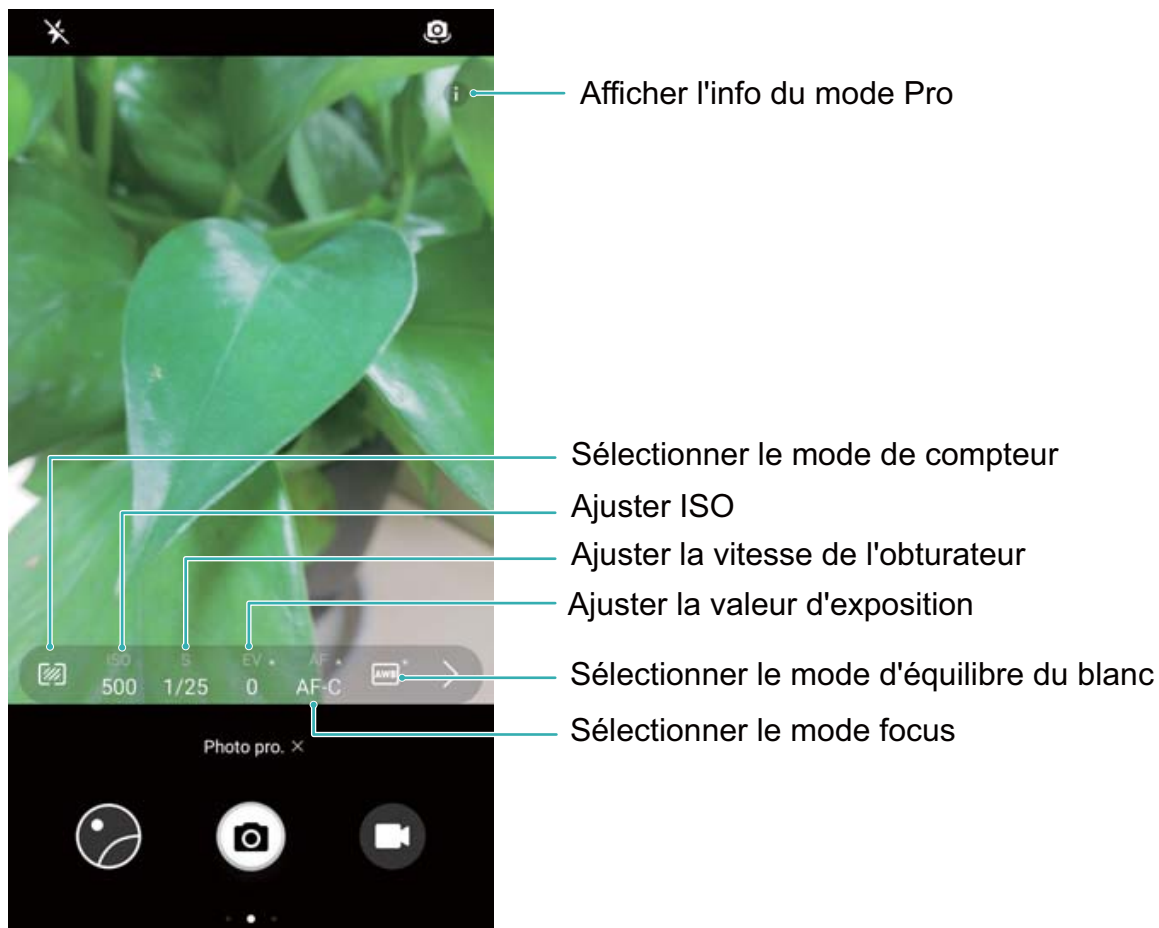 Afficher l'info du mode Pro
Sélectionner le mode de compteur
Ajuster ISO
Ajuster la vitesse de l'obturateur
Ajuster la valeur d'exposition
ISO S EV AF
500 1/25 0 AF-C AWB
Sélectionner le mode d'équilibre du blanc
Sélectionner le mode focus
Photo pro. ×